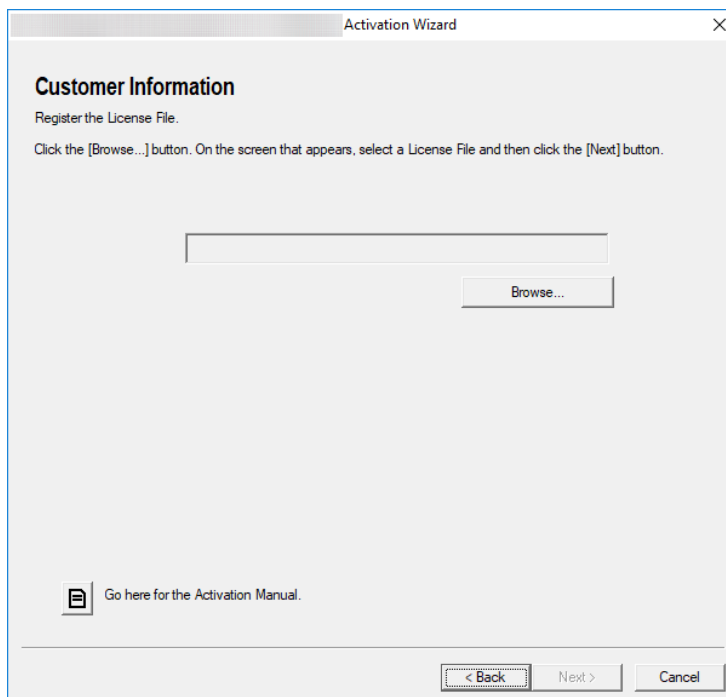 Activation Wizard
Customer Information
Register the License File.
Click the [Browse...] button. On the screen that appears, select a License File and then click the [Next] button.
Browse...
Go here for the Activation Manual.
< Back
Next >
Cancel